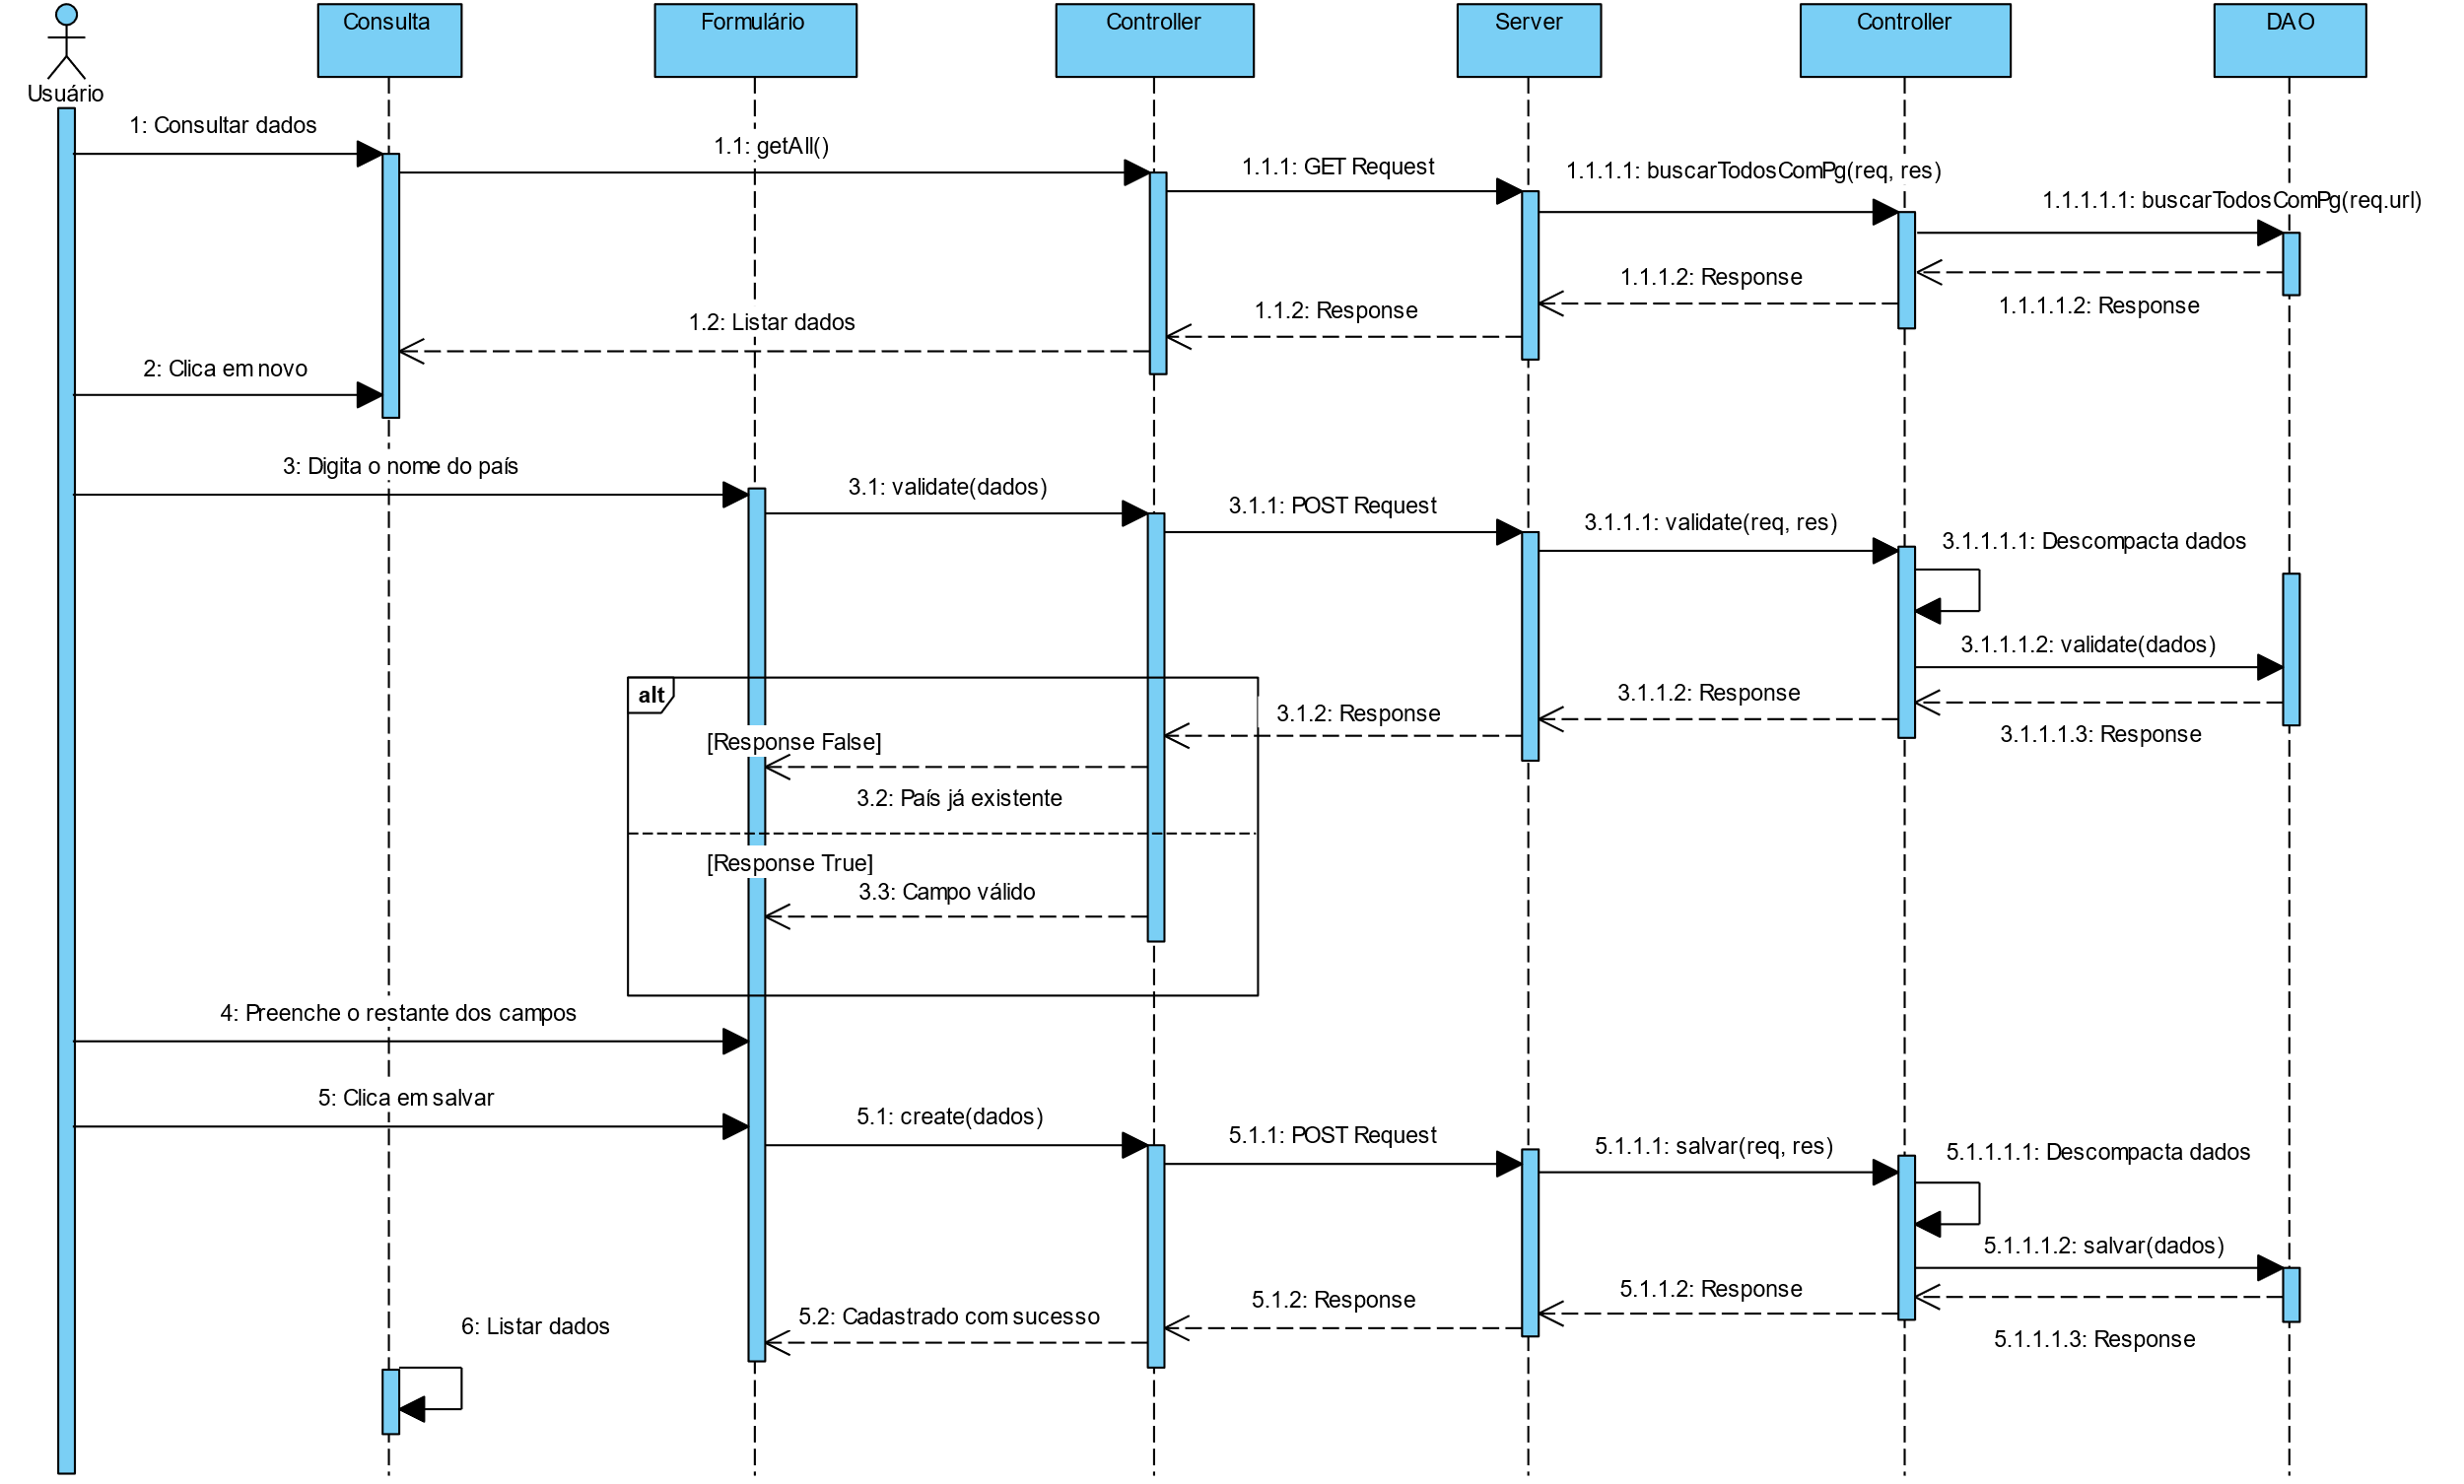 Usuário
Consulta
Formulário
Controller
Server
Controller
DAO
1: Consultar dados
1.1: getAll()
1.1.1: GET Request
1.1.1.1: buscarTodosComPg(req, res)
1.1.1.1.1: buscarTodosComPg(req.url)
1.1.1.1.2: Response
1.1.1.2: Response
1.1.2: Response
1.2: Listar dados
2: Clica em novo
3: Digita o nome do país
3.1: validate(dados)
3.1.1: POST Request
3.1.1.1: validate(req, res)
3.1.1.1.1: Descompacta dados
3.1.1.1.2: validate(dados)
3.1.1.1.3: Response
3.1.1.2: Response
3.1.2: Response
alt
[Response False]
3.2: País já existente
[Response True]
3.3: Campo válido
4: Preenche o restante dos campos
5: Clica em salvar
5.1: create(dados)
5.1.1: POST Request
5.1.1.1: salvar(req, res)
5.1.1.1.1: Descompacta dados
5.1.1.1.2: salvar(dados)
5.1.1.1.3: Response
5.1.1.2: Response
5.1.2: Response
5.2: Cadastrado com sucesso
6: Listar dados